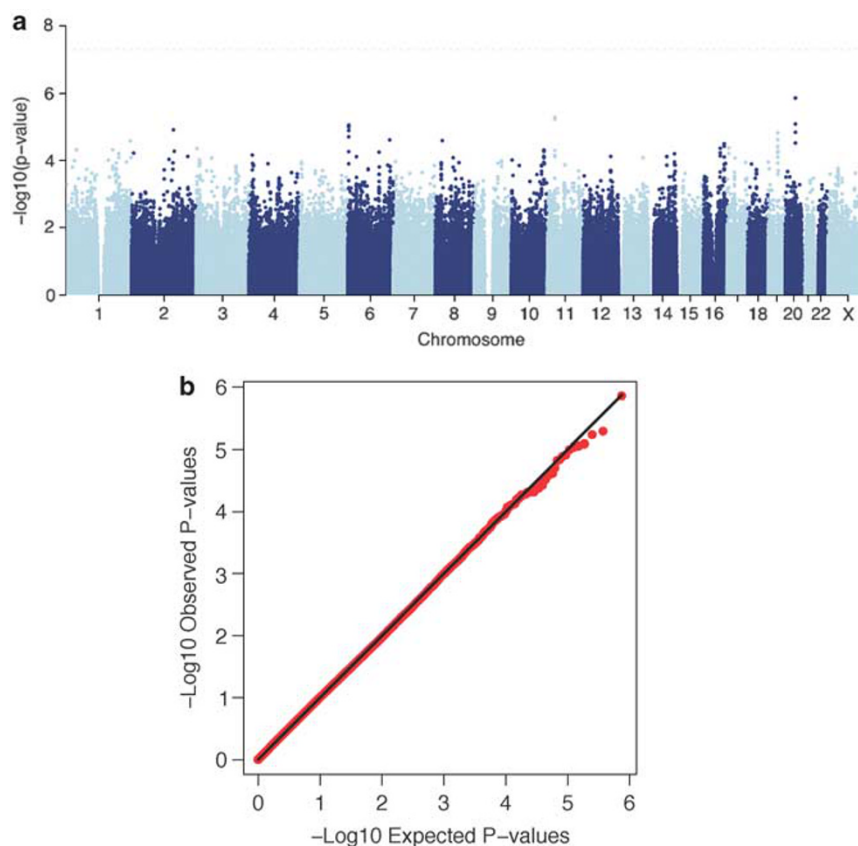 a
8
6
4
2
0
-log10(p-value)
1 2 3 4 5 6 7 8 9 10 11 12 13 14 15 16 18 20 22 X
Chromosome
b
6
5
4
3
2
1
0
-Log10 Observed P-values
0 1 2 3 4 5 6
-Log10 Expected P-values